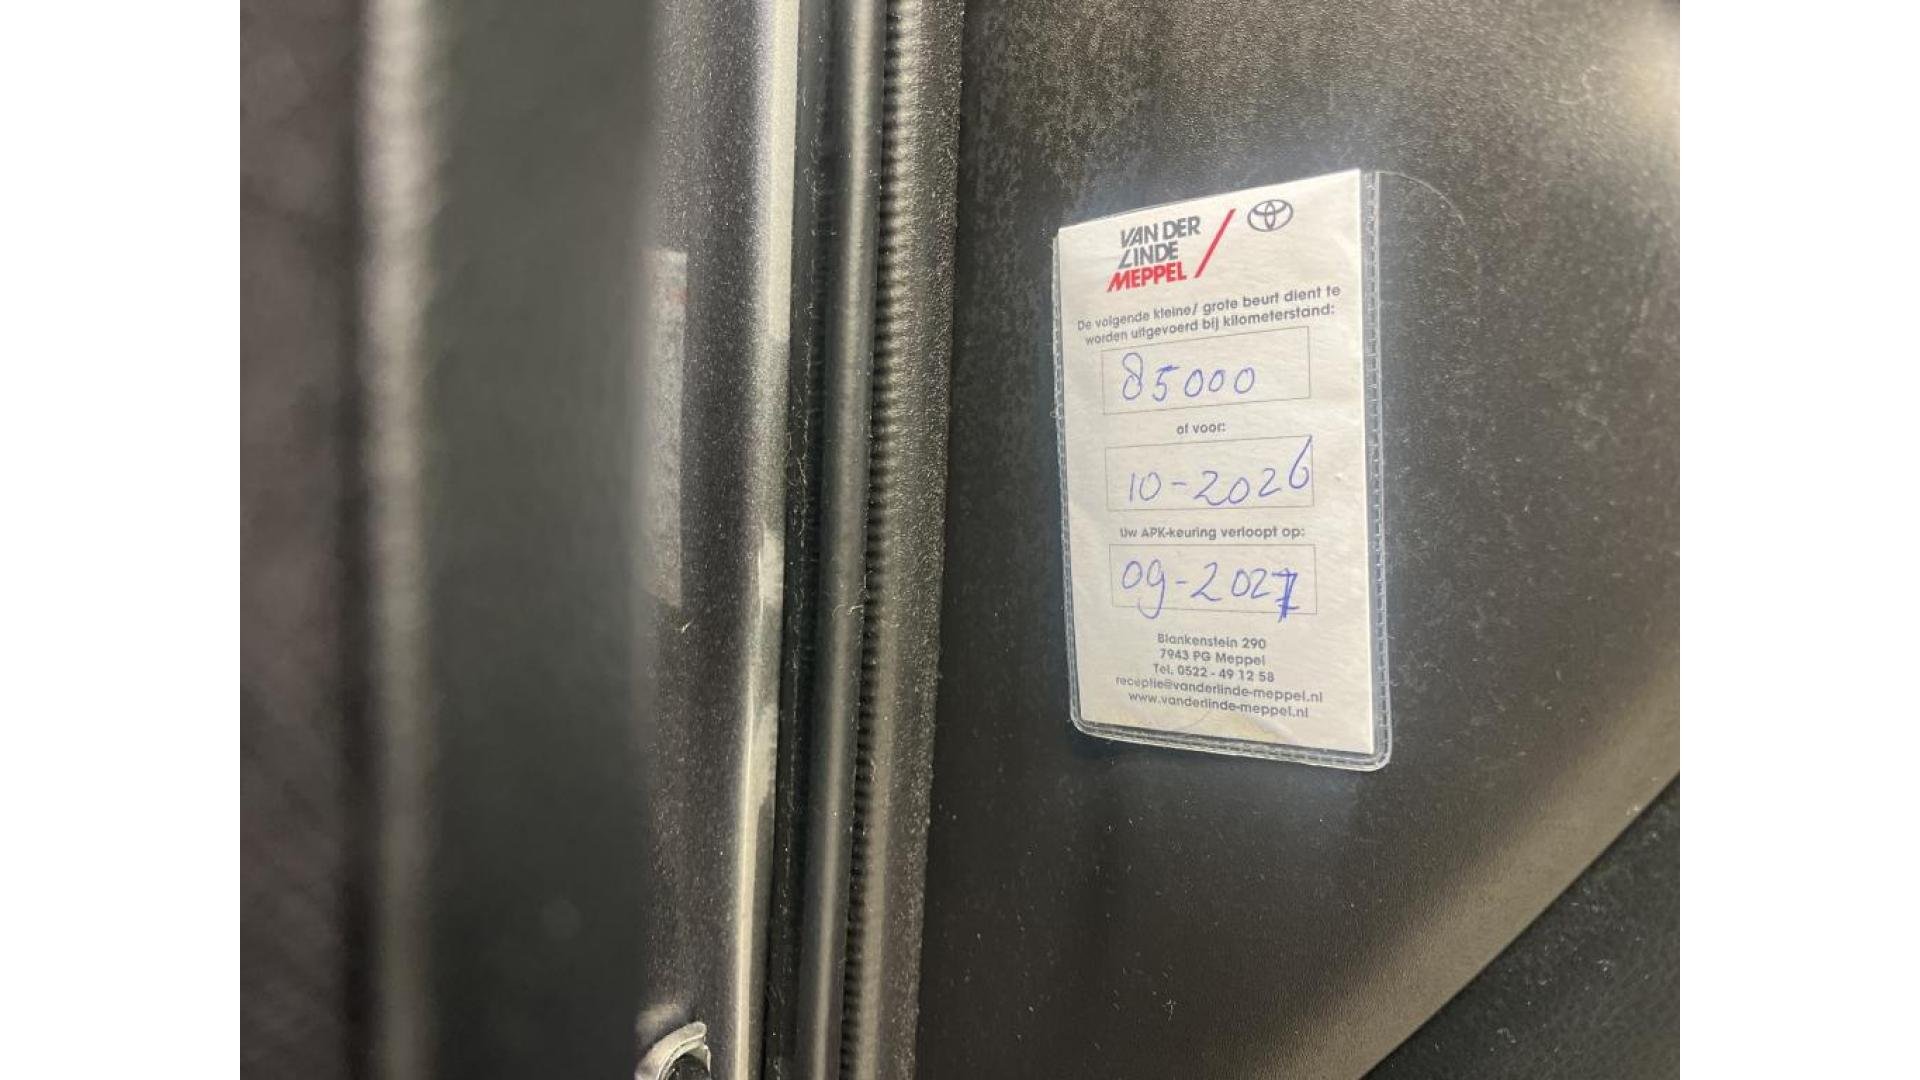 VAN DER
LINDE
MEPPEL
De volgende kleine/ grote beurt dient te
worden uitgevoerd bij kilometerstand:
85000
of voor:
10-2026
Uw APK-keuring verloopt op:
09-2027
Blankenstein 290
7943 PG Meppel
Tel. 0522 - 49 12 58
receptie@vanderlinde-meppel.nl
www.vanderlinde-meppel.nl